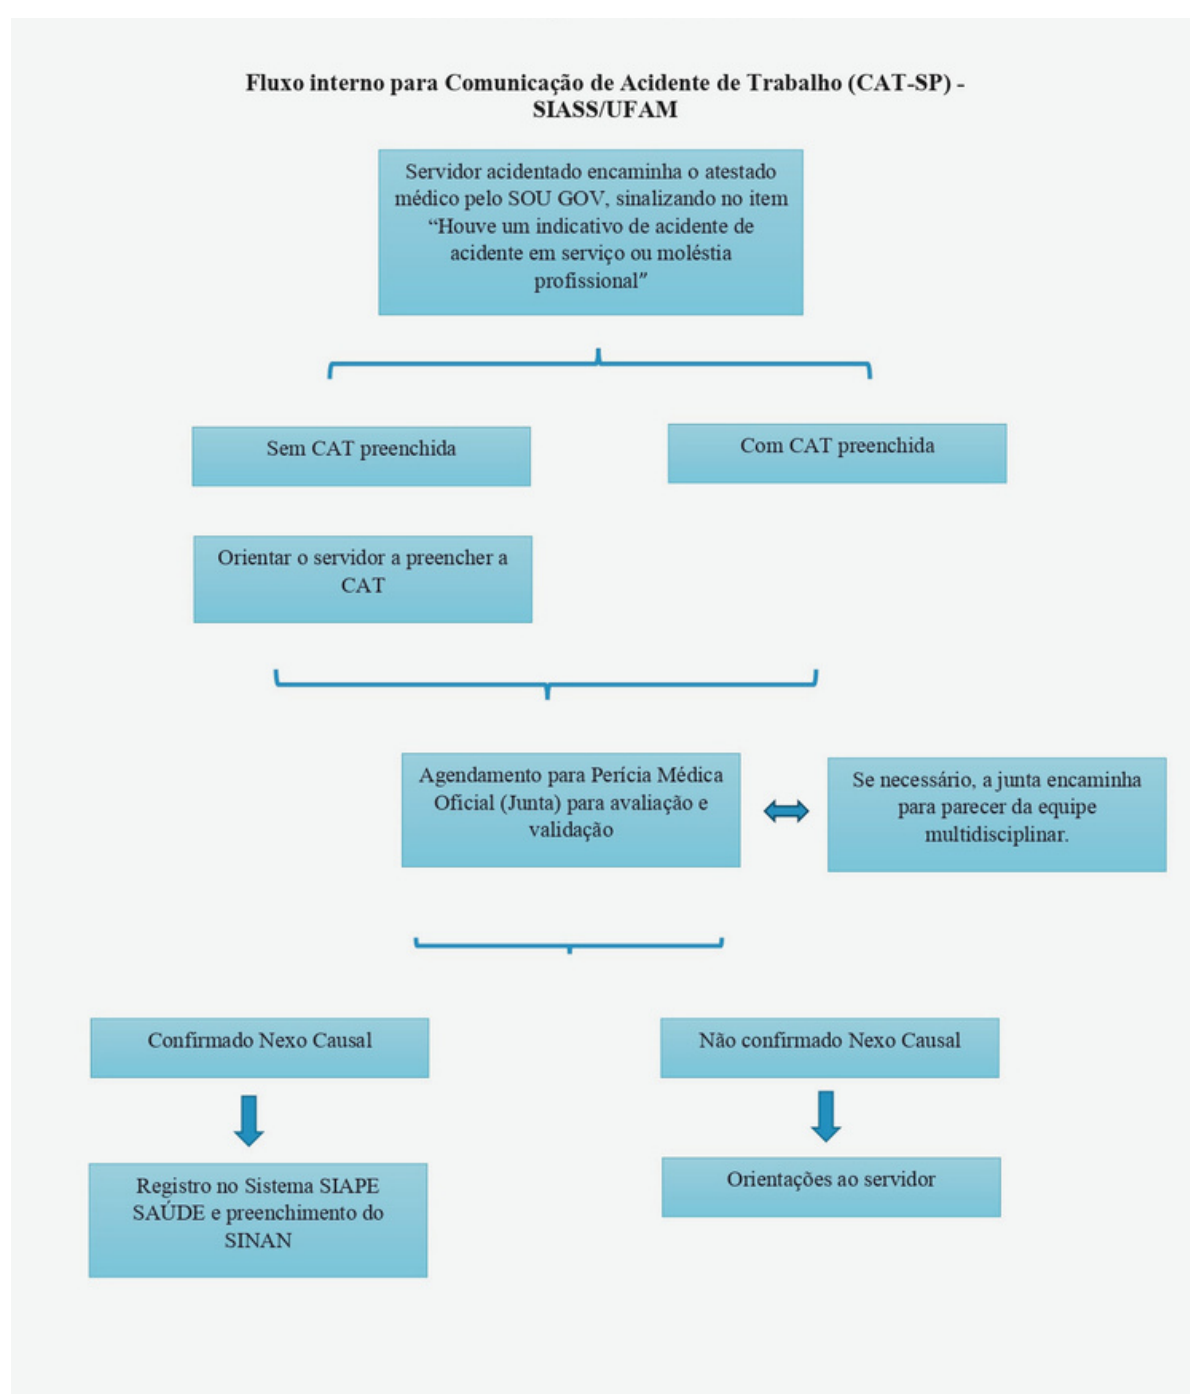 Fluxo interno para Comunicação de Acidente de Trabalho (CAT-SP) -
SIASS/UFAM
Servidor acidentado encaminha o atestado
médico pelo SOU GOV, sinalizando no item
“Houve um indicativo de acidente de
acidente em serviço ou moléstia
profissional”
Sem CAT preenchida
Com CAT preenchida
Orientar o servidor a preencher a
CAT
Agendamento para Perícia Médica
Oficial (Junta) para avaliação e
validação
Se necessário, a junta encaminha
para parecer da equipe
multidisciplinar.
Confirmado Nexo Causal
Não confirmado Nexo Causal
Registro no Sistema SIAPE
SAÚDE e preenchimento do
SINAN
Orientações ao servidor